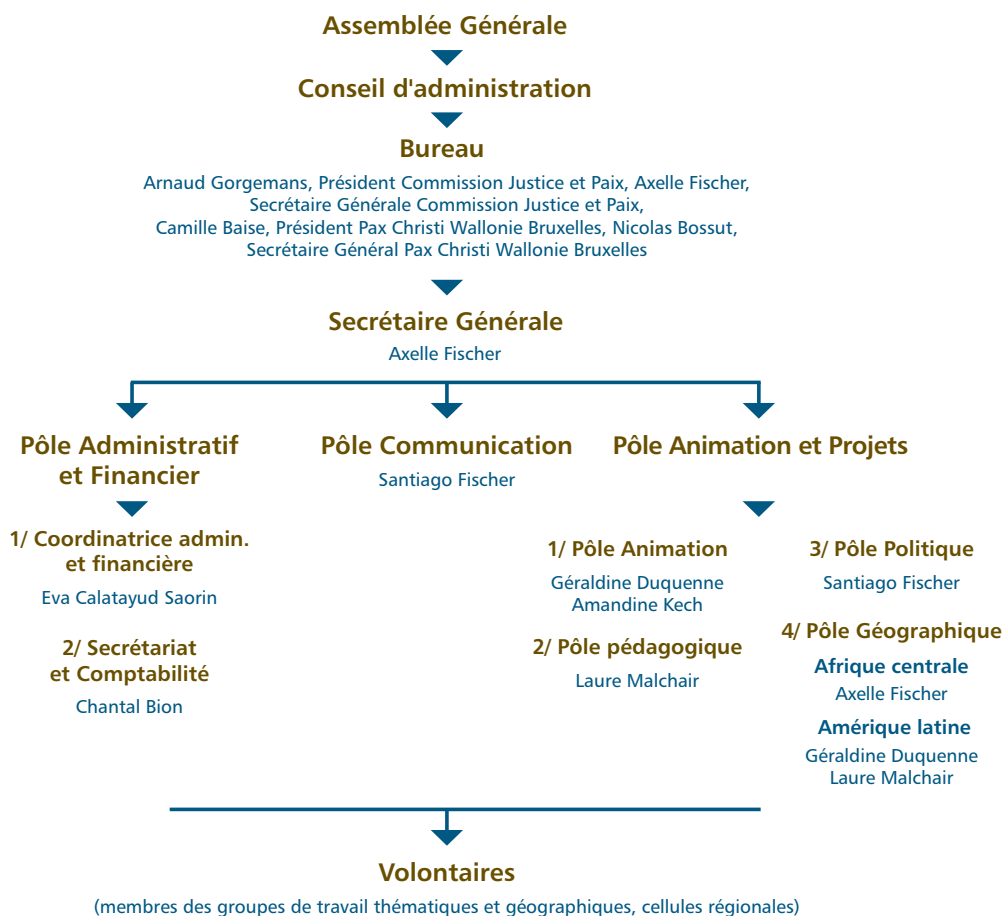 Assemblée Générale
Conseil d'administration
Bureau
Arnaud Gorgemans, Président Commission Justice et Paix, Axelle Fischer,
Secrétaire Générale Commission Justice et Paix,
Camille Baise, Président Pax Christi Wallonie Bruxelles, Nicolas Bossut,
Secrétaire Général Pax Christi Wallonie Bruxelles
Secrétaire Générale
Axelle Fischer
Pôle Administratif
et Financier
1/ Coordinatrice admin.
et financière
Eva Calatayud Saorin
2/ Secrétariat
et Comptabilité
Chantal Bion
Pôle Communication
Santiago Fischer
Pôle Animation et Projets
1/ Pôle Animation
Géraldine Duquenne
Amandine Kech
2/ Pôle pédagogique
Laure Malchair
3/ Pôle Politique
Santiago Fischer
4/ Pôle Géographique
Afrique centrale
Axelle Fischer
Amérique latine
Géraldine Duquenne
Laure Malchair
Volontaires
(membres des groupes de travail thématiques et géographiques, cellules régionales)